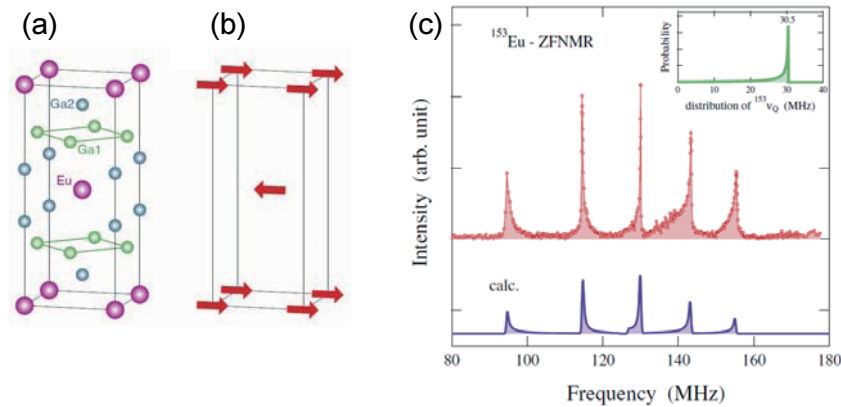 (a)
(b)
(c)
Ga2
Ga1
Eu
¹⁵³Eu - ZFNMR
Intensity (arb. unit)
calc.
80
100
120
140
160
180
Frequency (MHz)
Probability
30.5
0
10
20
30
40
distribution of ¹⁵³νQ (MHz)